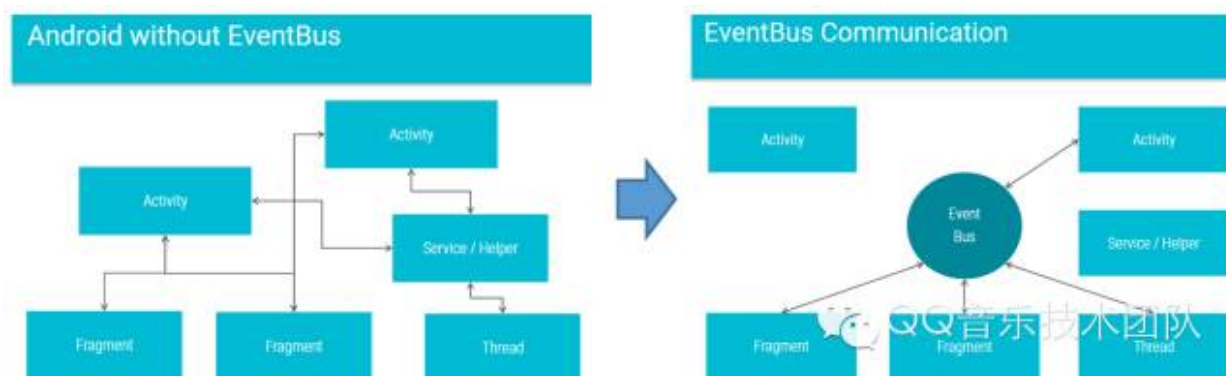 Android without EventBus
Activity
Activity
Service / Helper
Fragment
Fragment
Thread
EventBus Communication
Activity
Activity
Event
Bus
Service / Helper
Fragment
Fragment
Thread
QQ音乐技术团队